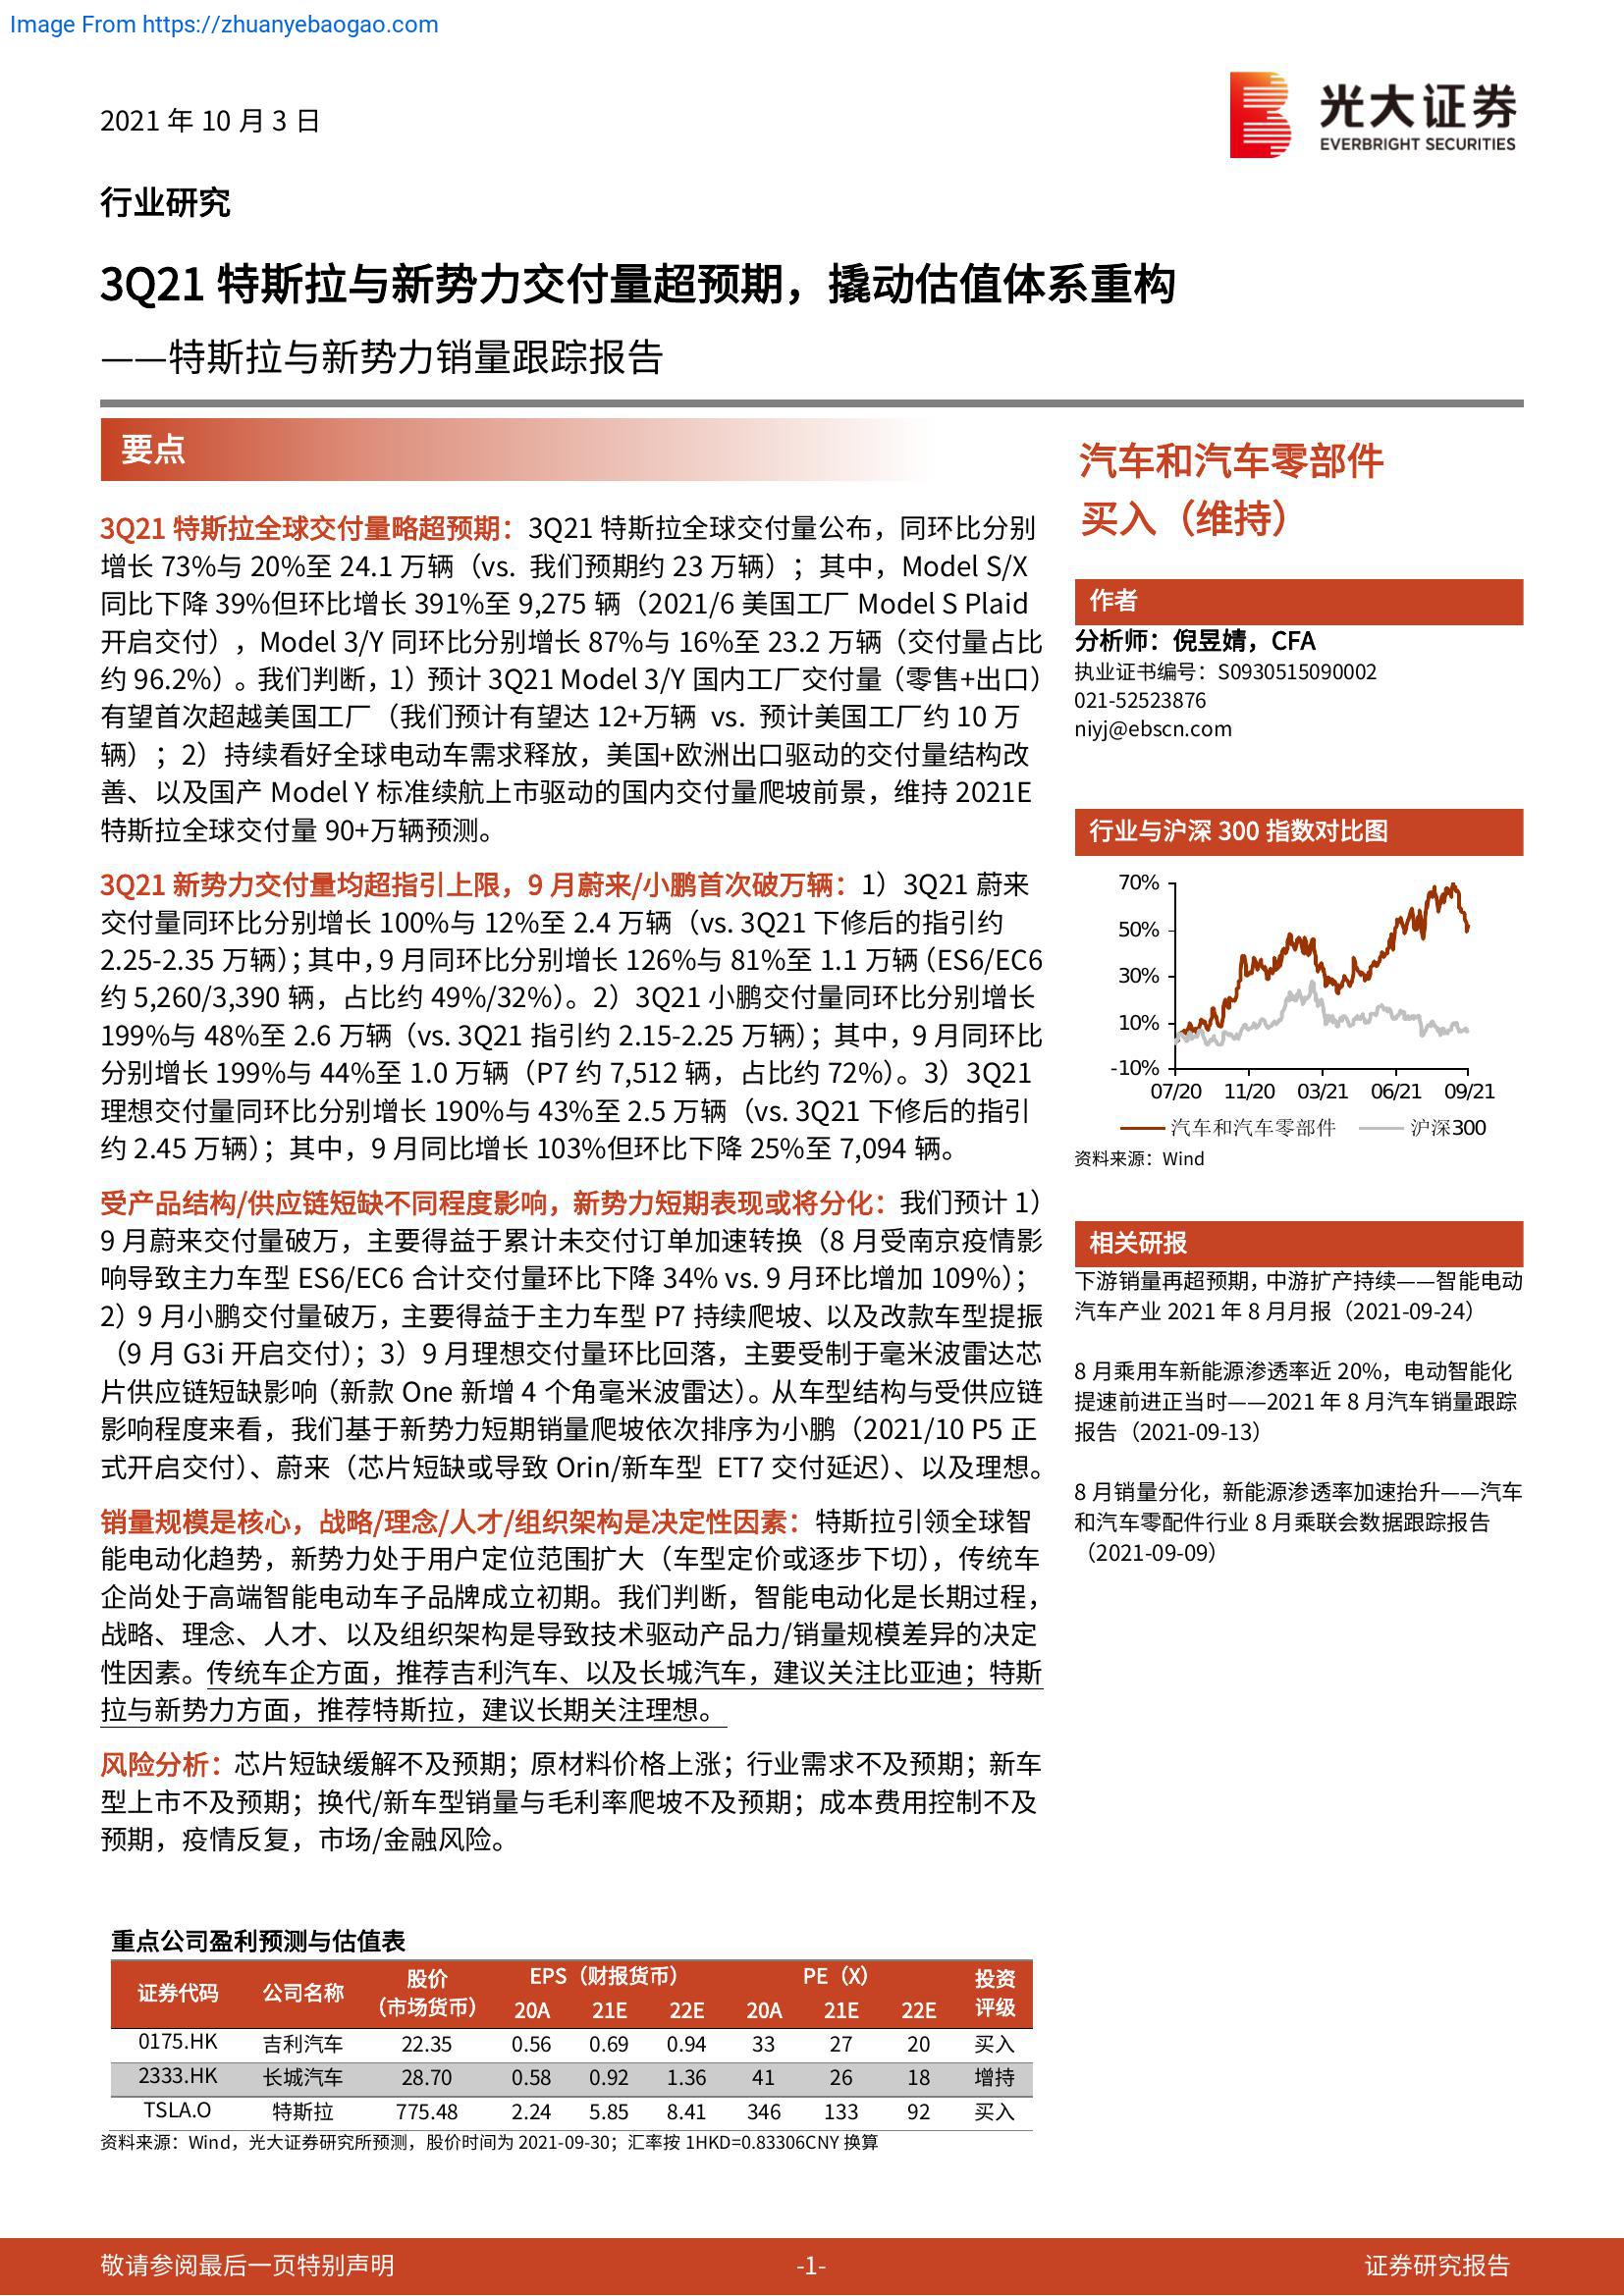 Image From https://zhuanyebaogao.com
2021 年 10 月 3 日
光大证券
EVERBRIGHT SECURITIES
行业研究
3Q21 特斯拉与新势力交付量超预期，撬动估值体系重构
——特斯拉与新势力销量跟踪报告
要点
3Q21 特斯拉全球交付量略超预期：3Q21 特斯拉全球交付量公布，同环比分别
增长 73%与 20%至 24.1 万辆（vs. 我们预期约 23 万辆）；其中，Model S/X
同比下降 39%但环比增长 391%至 9,275 辆（2021/6 美国工厂 Model S Plaid
开启交付），Model 3/Y 同环比分别增长 87%与 16%至 23.2 万辆（交付量占比
约 96.2%）。我们判断，1）预计 3Q21 Model 3/Y 国内工厂交付量（零售+出口）
有望首次超越美国工厂（我们预计有望达 12+万辆 vs. 预计美国工厂约 10 万
辆）；2）持续看好全球电动车需求释放，美国+欧洲出口驱动的交付量结构改
善、以及国产 Model Y 标准续航上市驱动的国内交付量爬坡前景，维持 2021E
特斯拉全球交付量 90+万辆预测。
3Q21 新势力交付量均超指引上限，9 月蔚来/小鹏首次破万辆：1）3Q21 蔚来
交付量同环比分别增长 100%与 12%至 2.4 万辆（vs. 3Q21 下修后的指引约
2.25-2.35 万辆）；其中，9 月同环比分别增长 126%与 81%至 1.1 万辆（ES6/EC6
约 5,260/3,390 辆，占比约 49%/32%）。2）3Q21 小鹏交付量同环比分别增长
199%与 48%至 2.6 万辆（vs. 3Q21 指引约 2.15-2.25 万辆）；其中，9 月同环比
分别增长 199%与 44%至 1.0 万辆（P7 约 7,512 辆，占比约 72%）。3）3Q21
理想交付量同环比分别增长 190%与 43%至 2.5 万辆（vs. 3Q21 下修后的指引
约 2.45 万辆）；其中，9 月同比增长 103%但环比下降 25%至 7,094 辆。
受产品结构/供应链短缺不同程度影响，新势力短期表现或将分化：我们预计 1）
9 月蔚来交付量破万，主要得益于累计未交付订单加速转换（8 月受南京疫情影
响导致主力车型 ES6/EC6 合计交付量环比下降 34% vs. 9 月环比增加 109%）；
2）9 月小鹏交付量破万，主要得益于主力车型 P7 持续爬坡、以及改款车型提振
（9 月 G3i 开启交付）；3）9 月理想交付量环比回落，主要受制于毫米波雷达芯
片供应链短缺影响（新款 One 新增 4 个角毫米波雷达）。从车型结构与受供应链
影响程度来看，我们基于新势力短期销量爬坡依次排序为小鹏（2021/10 P5 正
式开启交付）、蔚来（芯片短缺或导致 Orin/新车型 ET7 交付延迟）、以及理想。
销量规模是核心，战略/理念/人才/组织架构是决定性因素：特斯拉引领全球智
能电动化趋势，新势力处于用户定位范围扩大（车型定价或逐步下切），传统车
企尚处于高端智能电动车子品牌成立初期。我们判断，智能电动化是长期过程，
战略、理念、人才、以及组织架构是导致技术驱动产品力/销量规模差异的决定
性因素。传统车企方面，推荐吉利汽车、以及长城汽车，建议关注比亚迪；特斯
拉与新势力方面，推荐特斯拉，建议长期关注理想。
风险分析：芯片短缺缓解不及预期；原材料价格上涨；行业需求不及预期；新车
型上市不及预期；换代/新车型销量与毛利率爬坡不及预期；成本费用控制不及
预期，疫情反复，市场/金融风险。
重点公司盈利预测与估值表
证券代码 公司名称 股价（市场货币） EPS（财报货币） PE（X） 投资评级
20A 21E 22E 20A 21E 22E
0175.HK 吉利汽车 22.35 0.56 0.69 0.94 33 27 20 买入
2333.HK 长城汽车 28.70 0.58 0.92 1.36 41 26 18 增持
TSLA.O 特斯拉 775.48 2.24 5.85 8.41 346 133 92 买入
资料来源：Wind，光大证券研究所预测，股价时间为 2021-09-30；汇率按 1HKD=0.83306CNY 换算
汽车和汽车零部件
买入（维持）
作者
分析师：倪昱婧，CFA
执业证书编号：S0930515090002
021-52523876
niyj@ebscn.com
行业与沪深 300 指数对比图
70%
50%
30%
10%
-10%
07/20 11/20 03/21 06/21 09/21
汽车和汽车零部件 沪深300
资料来源：Wind
相关研报
下游销量再超预期，中游扩产持续——智能电动
汽车产业 2021 年 8 月月报（2021-09-24）
8 月乘用车新能源渗透率近 20%，电动智能化
提速前进正当时——2021 年 8 月汽车销量跟踪
报告（2021-09-13）
8 月销量分化，新能源渗透率加速抬升——汽车
和汽车零配件行业 8 月乘联会数据跟踪报告
（2021-09-09）
敬请参阅最后一页特别声明
-1-
证券研究报告